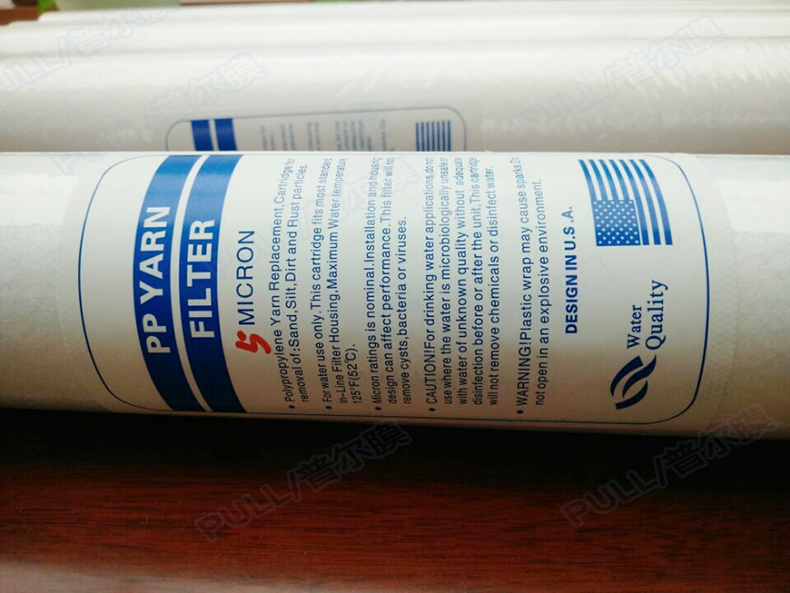 PP YARN
FILTER
5 MICRON
• Polypropylene Yarn Replacement,Cartridge for
removal of:Sand,Silt,Dirt and Rust particles.
• For water use only.This cartridge fits most standard
In-Line Filter Housing,Maximum Water temperature,
125°F(52℃).
• Micron ratings is nominal.Installation and housing
design can affect performance.This filter will not
remove cysts,bacteria or viruses.
• CAUTION!For drinking water applications,do not
use where the water is microbiologically unsafe or
with water of unknown quality without adequate
disinfection before or after the unit,This cartridge
will not remove chemicals or disinfect water.
• WARNING!Plastic wrap may cause sparks.Do
not open in an explosive environment.
DESIGN IN U.S.A.
Water
Quality
PULL/普尔膜
PULL/普尔膜
PULL/普尔膜
PULL/普尔膜